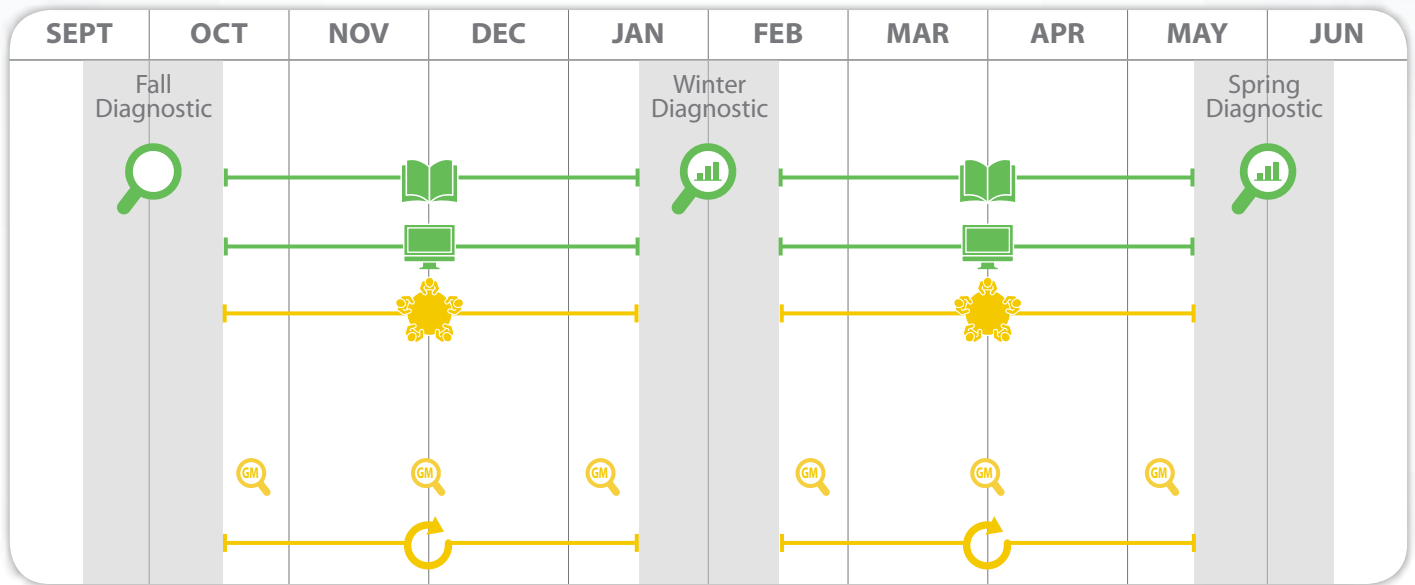 SEPT OCT NOV DEC JAN FEB MAR APR MAY JUN
Fall
Diagnostic
Winter
Diagnostic
Spring
Diagnostic
GM GM GM GM GM GM